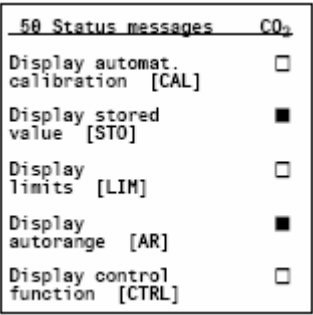 50 Status messages CO₂
Display automat. □
calibration [CAL]
Display stored ■
value [STO]
Display □
limits [LIM]
Display ■
autorange [AR]
Display control □
function [CTRL]